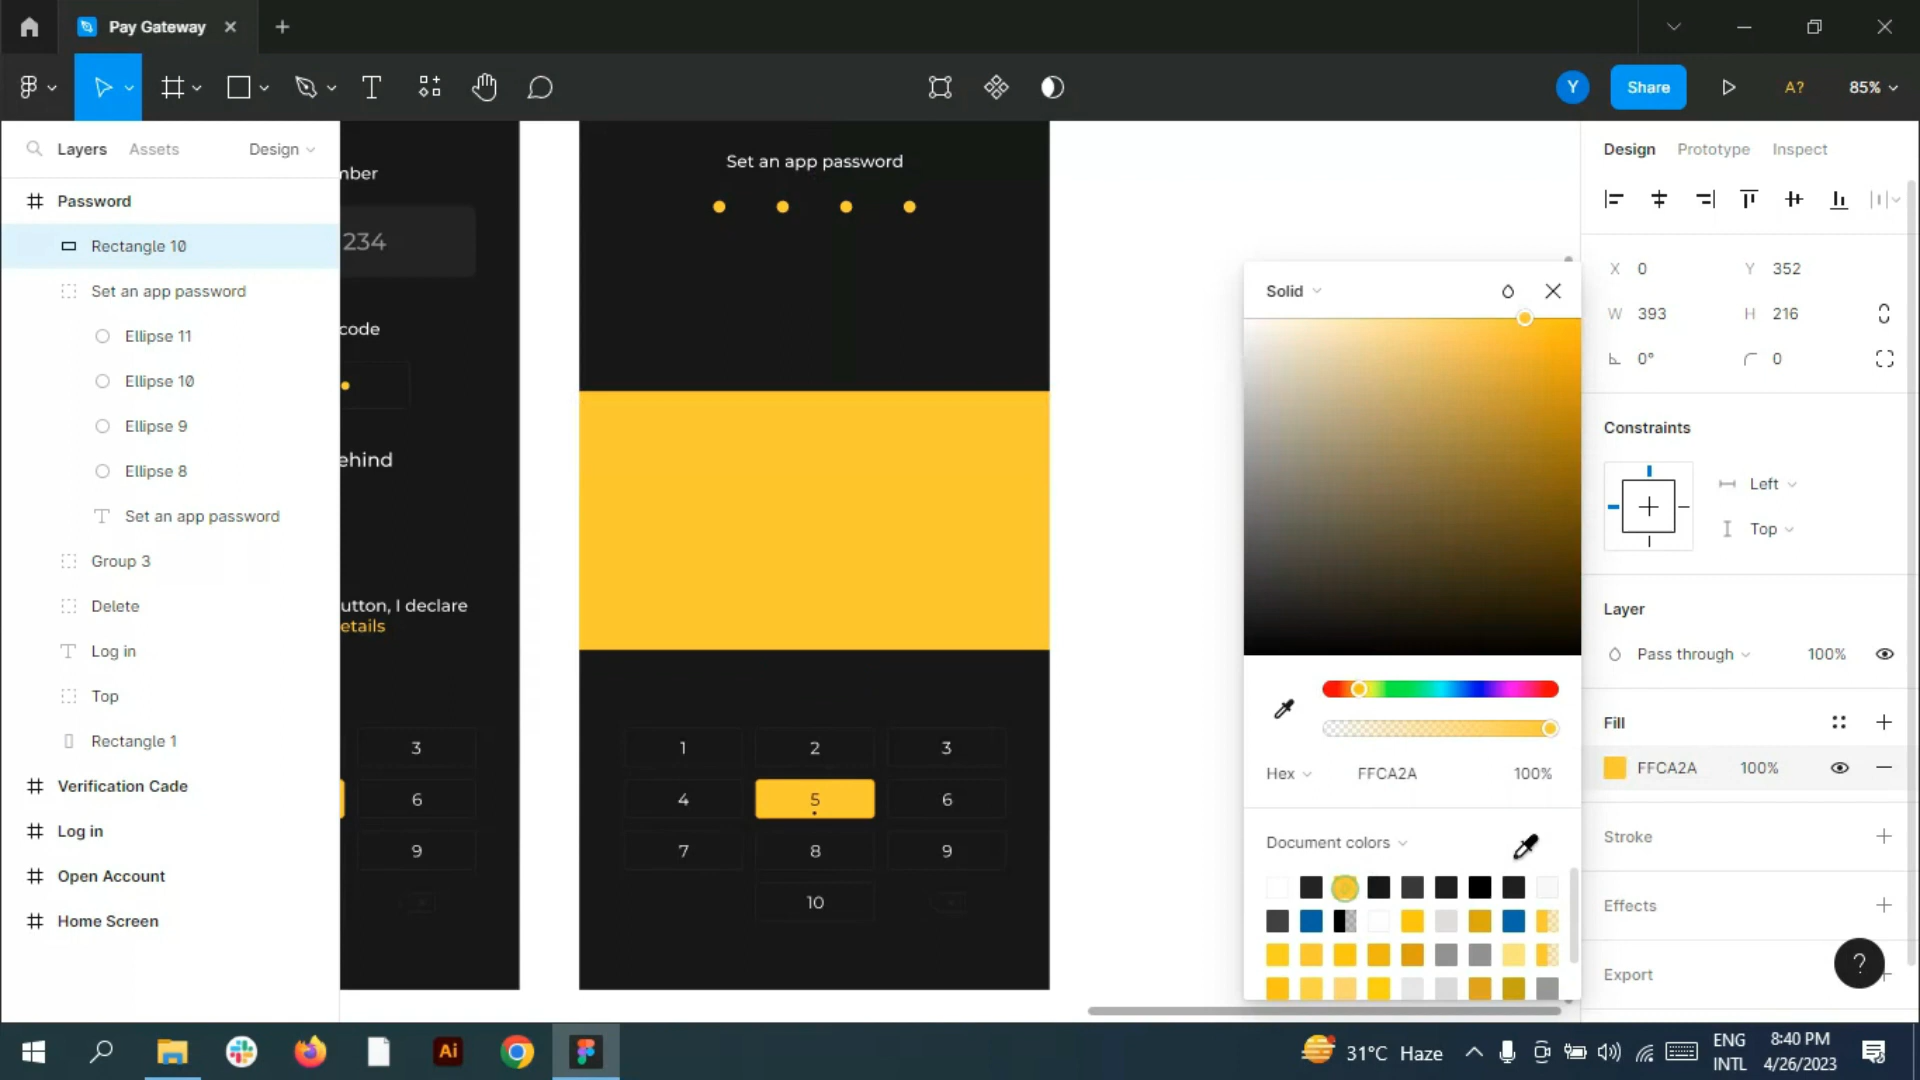 Pay Gateway
Y
Share
A?
85%
Layers
Assets
Design
Password
Rectangle 10
Set an app password
Ellipse 11
Ellipse 10
Ellipse 9
Ellipse 8
Set an app password
Group 3
Delete
Log in
Top
Rectangle 1
Verification Cade
Log in
Open Account
Home Screen
mber
234
code
ehind
utton, I declare
etails
3
6
9
Set an app password
1 2 3
4 5 6
7 8 9
10
Solid
Hex FFCA2A 100%
Document colors
Design Prototype Inspect
X 0 Y 352
W 393 H 216
0° 0
Constraints
Left
Top
Layer
Pass through 100%
Fill
FFCA2A 100%
Stroke
Effects
Export
?
Ai
31°C Haze
ENG
INTL
8:40 PM
4/26/2023